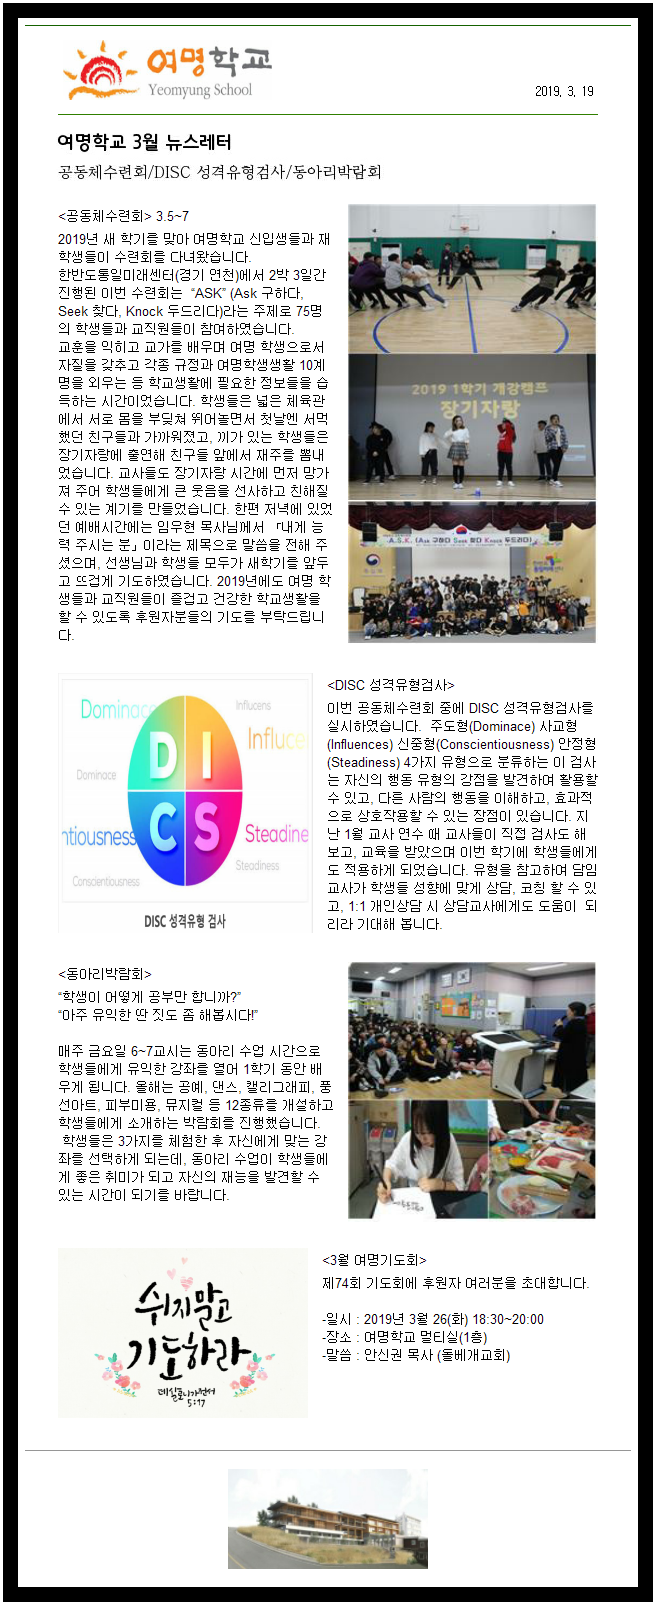 여명학교
Yeomyung School
2019. 3. 19
여명학교 3월 뉴스레터
공동체수련회/DISC 성격유형검사/동아리박람회
<공동체수련회> 3.5~7
2019년 새 학기를 맞아 여명학교 신입생들과 재
학생들이 수련회를 다녀왔습니다.
한반도통일미래센터(경기 연천)에서 2박 3일간
진행된 이번 수련회는 “ASK” (Ask 구하다,
Seek 찾다, Knock 두드리다)라는 주제로 75명
의 학생들과 교직원들이 참여하였습니다.
교훈을 익히고 교가를 배우며 여명 학생으로서
자질을 갖추고 각종 규정과 여명학생생활 10계
명을 외우는 등 학교생활에 필요한 정보들을 습
득하는 시간이었습니다. 학생들은 넓은 체육관
에서 서로 몸을 부딪쳐 뛰어놀면서 첫날엔 서먹
했던 친구들과 가까워졌고, 끼가 있는 학생들은
장기자랑에 출연해 친구들 앞에서 재주를 뽐내
었습니다. 교사들도 장기자랑 시간에 먼저 망가
져 주어 학생들에게 큰 웃음을 선사하고 친해질
수 있는 계기를 만들었습니다. 한편 저녁에 있었
던 예배시간에는 임우현 목사님께서 「내게 능
력 주시는 분」이라는 제목으로 말씀을 전해 주
셨으며, 선생님과 학생들 모두가 새학기를 앞두
고 뜨겁게 기도하였습니다. 2019년에도 여명 학
생들과 교직원들이 즐겁고 건강한 학교생활을
할 수 있도록 후원자분들의 기도를 부탁드립니
다.
2019 1학기 개강캠프
장기자랑
A.S.K. (Ask 구하다 Seek 찾다 Knock 두드리다)
<DISC 성격유형검사>
이번 공동체수련회 중에 DISC 성격유형검사를
실시하였습니다. 주도형(Dominace) 사교형
(Influences) 신중형(Conscientiousness) 안정형
(Steadiness) 4가지 유형으로 분류하는 이 검사
는 자신의 행동 유형의 강점을 발견하여 활용할
수 있고, 다른 사람의 행동을 이해하고, 효과적
으로 상호작용할 수 있는 장점이 있습니다. 지
난 1월 교사 연수 때 교사들이 직접 검사도 해
보고, 교육을 받았으며 이번 학기에 학생들에게
도 적용하게 되었습니다. 유형을 참고하여 담임
교사가 학생들 성향에 맞게 상담, 코칭 할 수 있
고, 1:1 개인상담 시 상담교사에게도 도움이 되
리라 기대해 봅니다.
Dominace
Influcens
Influcen
Dominace
D I
C S
ntiousness
Steadine
Steadiness
Conscientiousness
DISC 성격유형 검사
<동아리박람회>
“학생이 어떻게 공부만 합니까?”
“아주 유익한 딴 짓도 좀 해봅시다!”
매주 금요일 6~7교시는 동아리 수업 시간으로
학생들에게 유익한 강좌를 열어 1학기 동안 배
우게 됩니다. 올해는 공예, 댄스, 캘리그래피, 풍
선아트, 피부미용, 뮤지컬 등 12종류를 개설하고
학생들에게 소개하는 박람회를 진행했습니다.
학생들은 3가지를 체험한 후 자신에게 맞는 강
좌를 선택하게 되는데, 동아리 수업이 학생들에
게 좋은 취미가 되고 자신의 재능을 발견할 수
있는 시간이 되기를 바랍니다.
쉬지말고
기도하라
데살로니가전서
5:17
<3월 여명기도회>
제74회 기도회에 후원자 여러분을 초대합니다.
-일시 : 2019년 3월 26(화) 18:30~20:00
-장소 : 여명학교 멀티실(1층)
-말씀 : 안신권 목사 (돌베개교회)